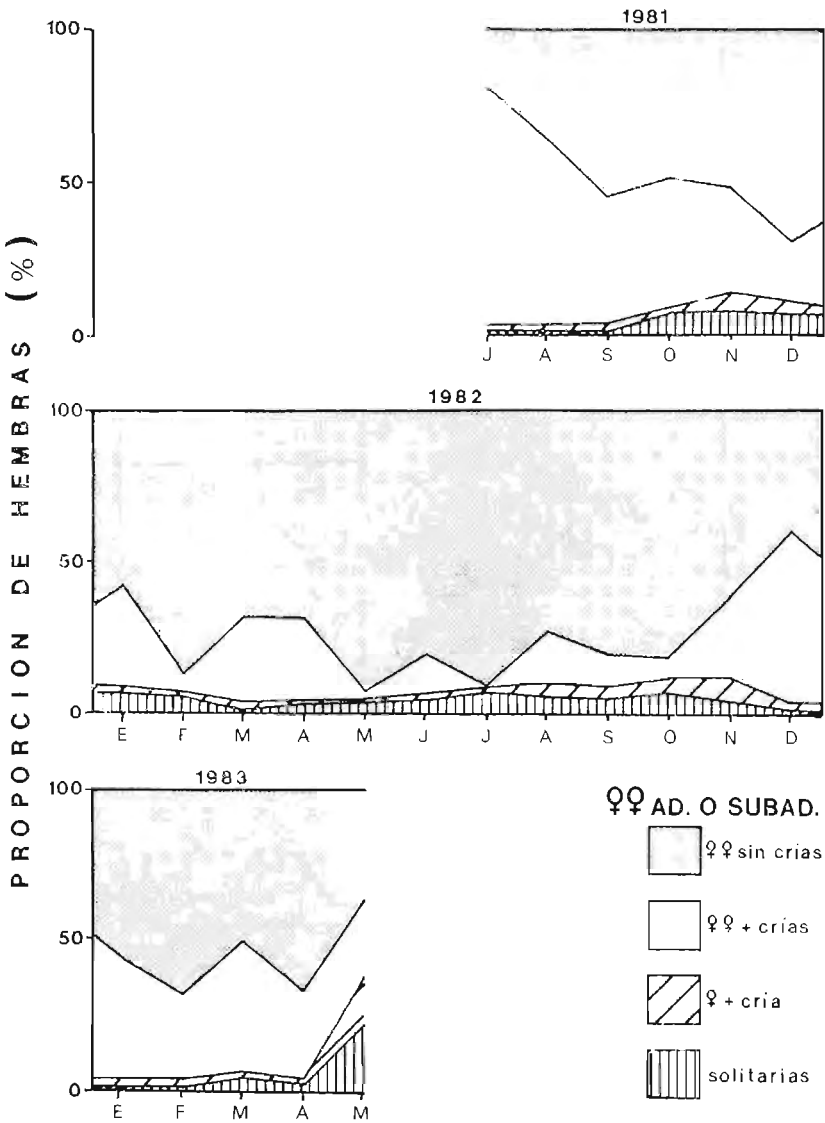 PROPORCION DE HEMBRAS (%)
1981
100
50
0
J A S O N D
1982
100
50
0
E F M A M J J A S O N D
1983
100
50
0
E F M A M
♀♀ AD. O SUBAD.
♀♀ sin crias
♀♀ + crías
♀ + cria
solitarias